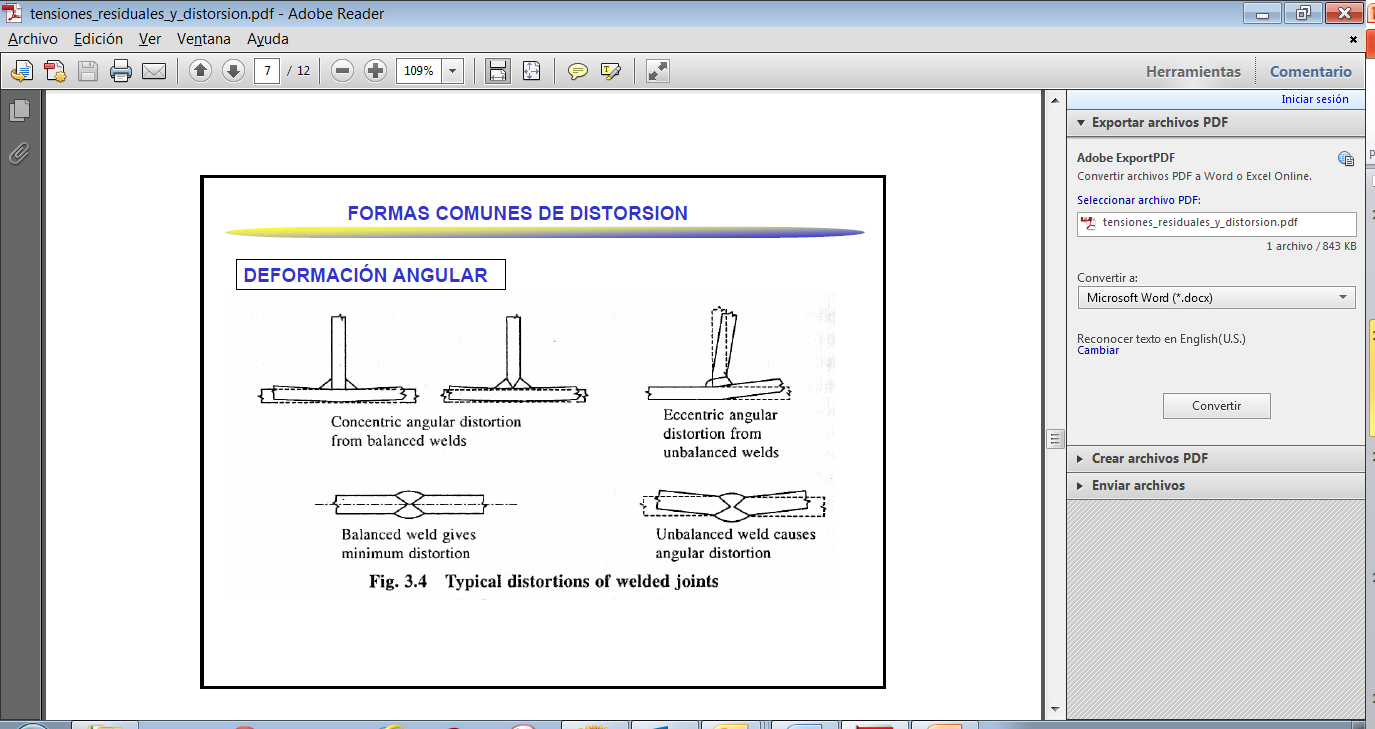 tensiones_residuales_y_distorsion.pdf - Adobe Reader
Archivo Edición Ver Ventana Ayuda
7 / 12 109% Herramientas Comentario
Iniciar sesión
Exportar archivos PDF
Adobe ExportPDF
Convertir archivos PDF a Word o Excel Online.
Seleccionar archivo PDF:
tensiones_residuales_y_distorsion.pdf
1 archivo / 843 KB
Convertir a:
Microsoft Word (*.docx)
Reconocer texto en English(U.S.)
Cambiar
Convertir
Crear archivos PDF
Enviar archivos
FORMAS COMUNES DE DISTORSION
DEFORMACIÓN ANGULAR
Concentric angular distortion
from balanced welds
Eccentric angular
distortion from
unbalanced welds
Balanced weld gives
minimum distortion
Unbalanced weld causes
angular distortion
Fig. 3.4 Typical distortions of welded joints